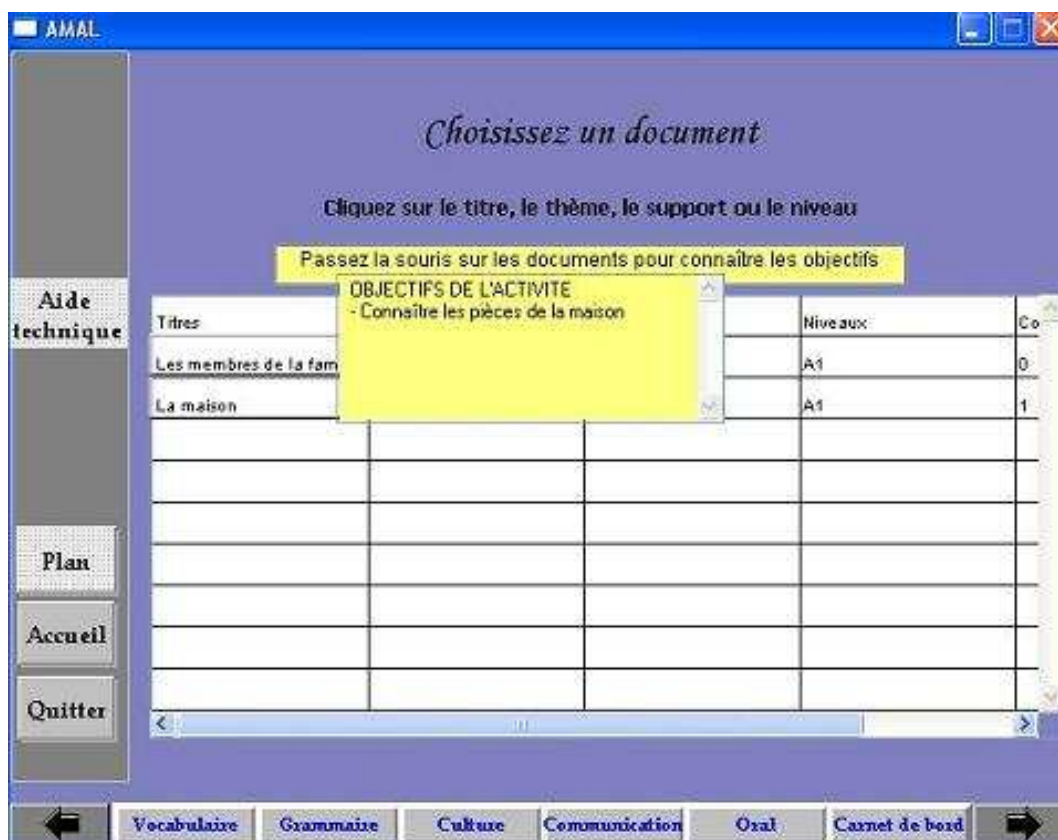 AMAL
Choisissez un document
Cliquez sur le titre, le thème, le support ou le niveau
Passez la souris sur les documents pour connaître les objectifs
OBJECTIFS DE L'ACTIVITE
- Connaître les pièces de la maison
Aide
technique
Titres Niveaux Co
Les membres de la fam A1 0
La maison A1 1
Plan
Accueil
Quitter
Vocabulaire Grammaire Culture Communication Oral Carnet de bord